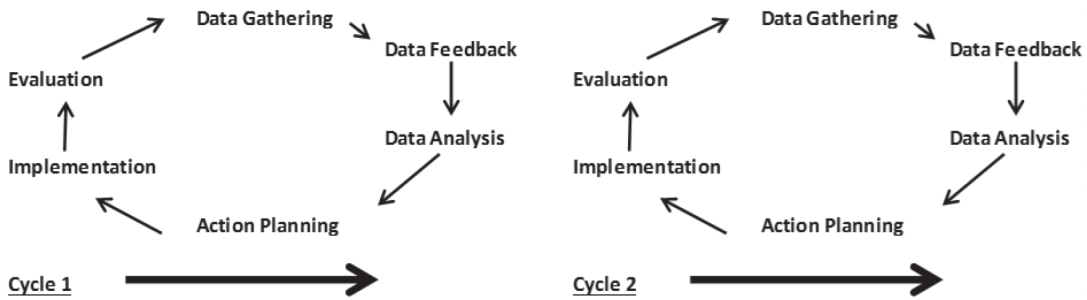 Data Gathering
Data Feedback
Evaluation
Data Analysis
Implementation
Action Planning
Cycle 1
Data Gathering
Data Feedback
Evaluation
Data Analysis
Implementation
Action Planning
Cycle 2